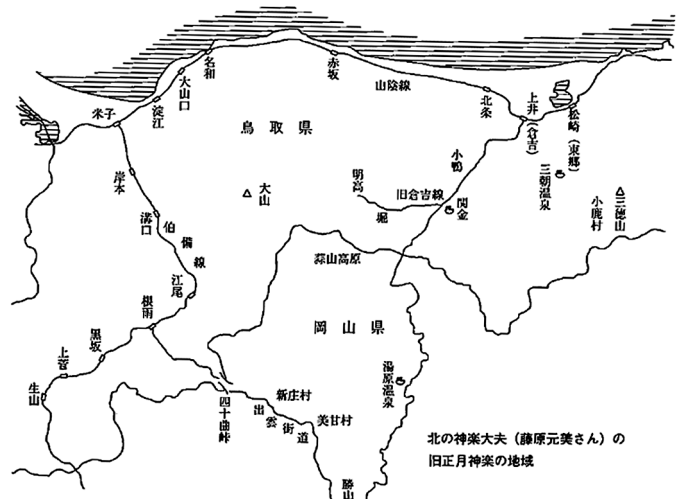 名和
赤坂
大山口
山陰線
淀江
米子
北条
上井
(倉吉)
松崎(東郷)
鳥取県
小鴨
三朝温泉
岸本
大山
明高
旧倉吉線
堀
関金
小鹿村
三徳山
溝口
伯備線
蒜山高原
江尾
根雨
岡山県
黒坂
上菅
生山
湯原温泉
四十曲峠
新庄村
出雲街道
美甘村
勝山
北の神楽大夫(藤原元美さん)の
旧正月神楽の地域